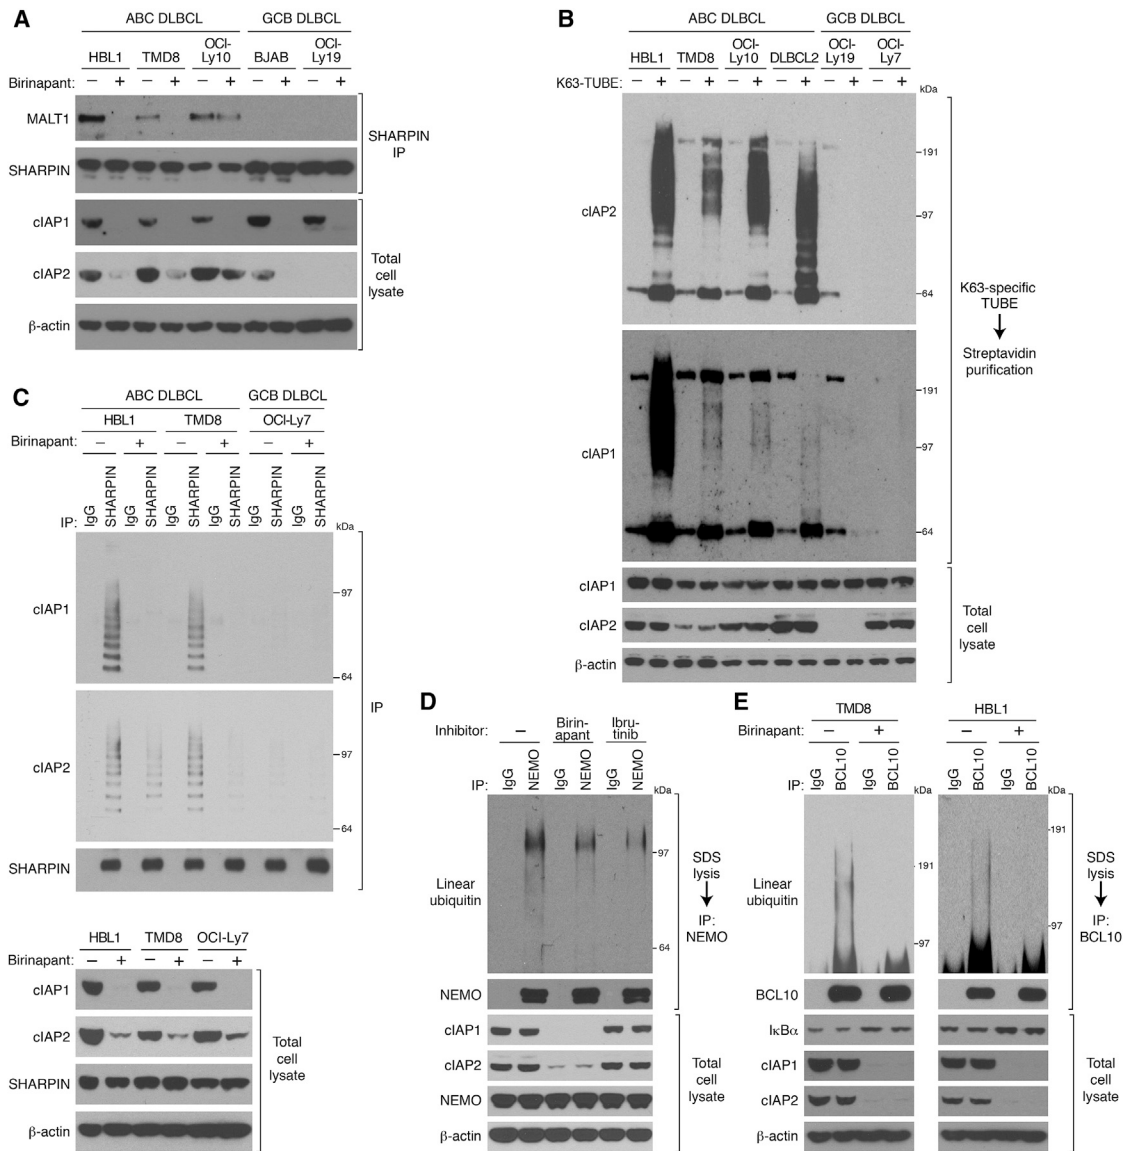 A
ABC DLBCL GCB DLBCL
HBL1 TMD8 OCI-Ly10 BJAB OCI-Ly19
Birinapant: – + – + – + – + – +
MALT1
SHARPIN
SHARPIN IP
cIAP1
cIAP2
β-actin
Total cell lysate
B
ABC DLBCL GCB DLBCL
HBL1 TMD8 OCI-Ly10 DLBCL2 OCI-Ly19 OCI-Ly7
K63-TUBE: – + – + – + – + – + – +
kDa
cIAP2
-191
-97
-64
cIAP1
-191
-97
-64
K63-specific TUBE
Streptavidin purification
cIAP1
cIAP2
β-actin
Total cell lysate
C
ABC DLBCL GCB DLBCL
HBL1 TMD8 OCI-Ly7
Birinapant: – + – + – +
IP: IgG SHARPIN IgG SHARPIN IgG SHARPIN IgG SHARPIN IgG SHARPIN IgG SHARPIN
kDa
cIAP1
-97
-64
cIAP2
-97
-64
SHARPIN
IP
HBL1 TMD8 OCI-Ly7
Birinapant: – + – + – +
cIAP1
cIAP2
SHARPIN
β-actin
Total cell lysate
D
Inhibitor: – Birin-apant Ibru-tinib
IP: IgG NEMO IgG NEMO IgG NEMO
kDa
Linear ubiquitin
-97
-64
NEMO
SDS lysis
IP: NEMO
cIAP1
cIAP2
NEMO
β-actin
Total cell lysate
E
TMD8 HBL1
Birinapant: – + – +
IP: IgG BCL10 IgG BCL10 IgG BCL10 IgG BCL10
kDa kDa
Linear ubiquitin
-191 -191
-97 -97
BCL10
SDS lysis
IP: BCL10
IκBα
cIAP1
cIAP2
β-actin
Total cell lysate